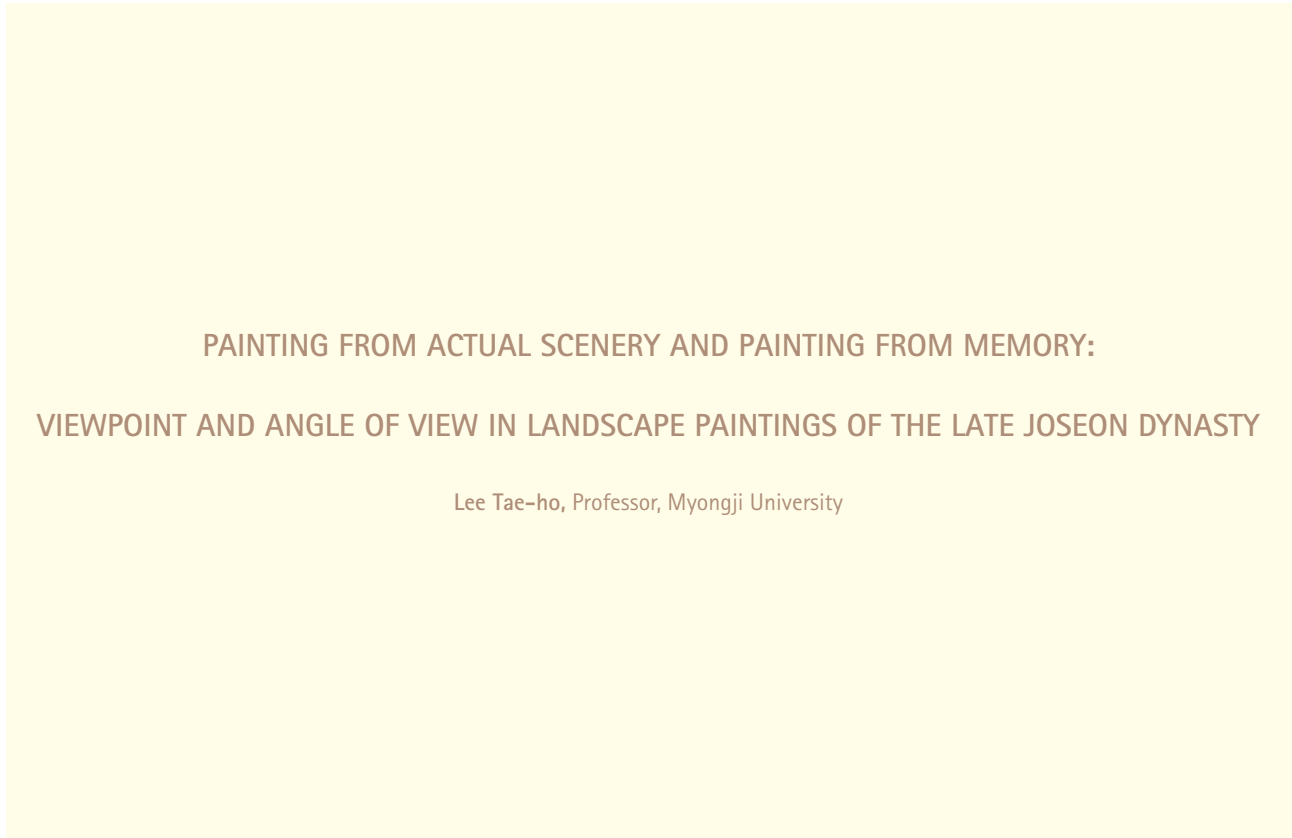 PAINTING FROM ACTUAL SCENERY AND PAINTING FROM MEMORY:
VIEWPOINT AND ANGLE OF VIEW IN LANDSCAPE PAINTINGS OF THE LATE JOSEON DYNASTY
Lee Tae-ho, Professor, Myongji University